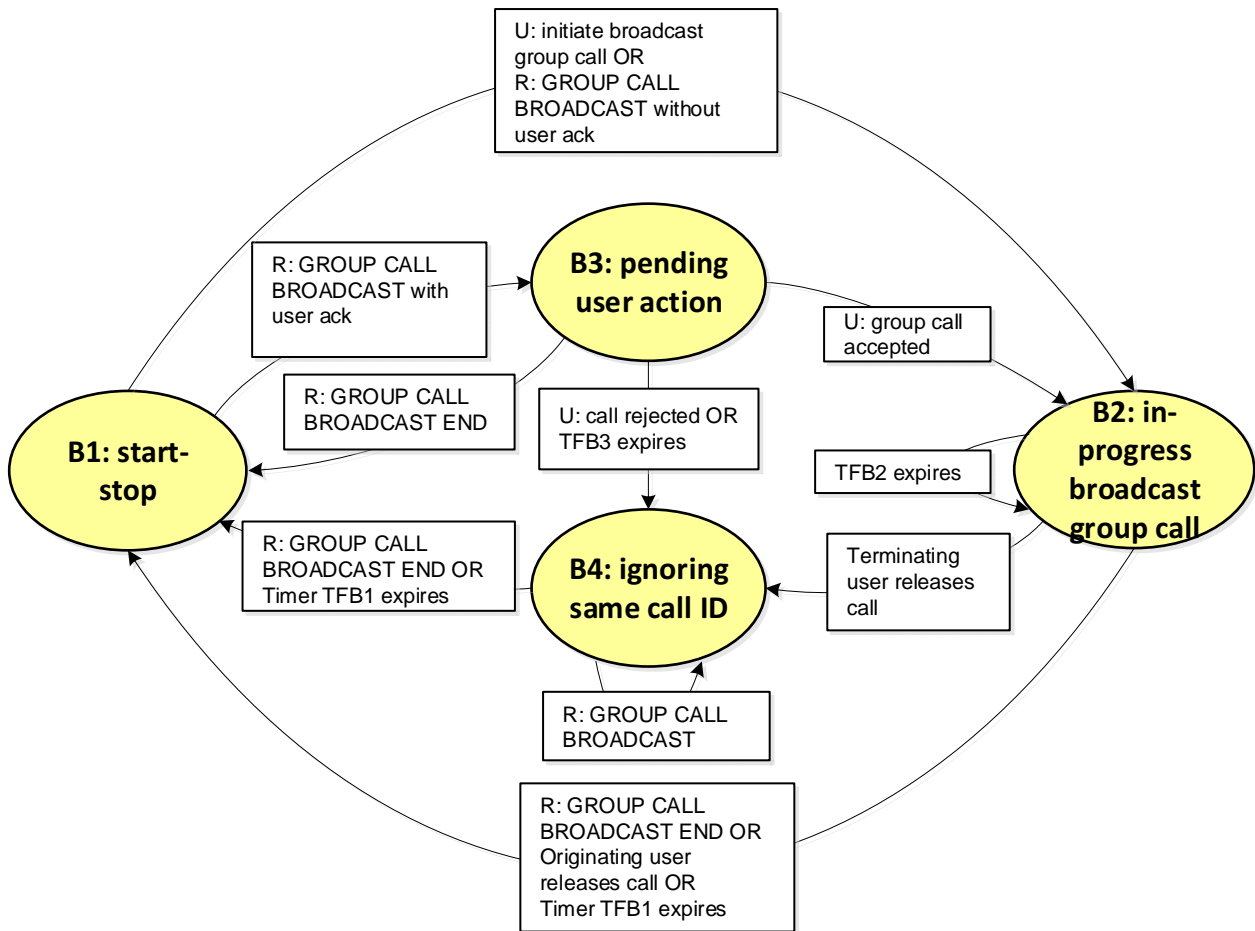 U: initiate broadcast
group call OR
R: GROUP CALL
BROADCAST without
user ack
B3: pending
user action
R: GROUP CALL
BROADCAST with
user ack
U: group call
accepted
R: GROUP CALL
BROADCAST END
U: call rejected OR
TFB3 expires
B1: start-
stop
B2: in-
progress
broadcast
group call
TFB2 expires
R: GROUP CALL
BROADCAST END OR
Timer TFB1 expires
B4: ignoring
same call ID
Terminating
user releases
call
R: GROUP CALL
BROADCAST
R: GROUP CALL
BROADCAST END OR
Originating user
releases call OR
Timer TFB1 expires